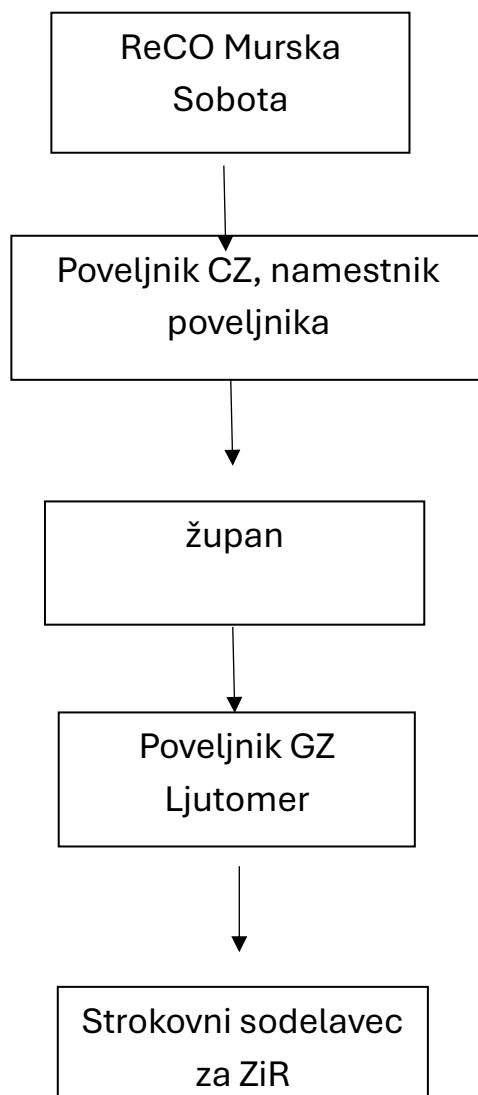 ReCO Murska
Sobota
Poveljnik CZ, namestnik
poveljnika
župan
Poveljnik GZ
Ljutomer
Strokovni sodelavec
za ZiR